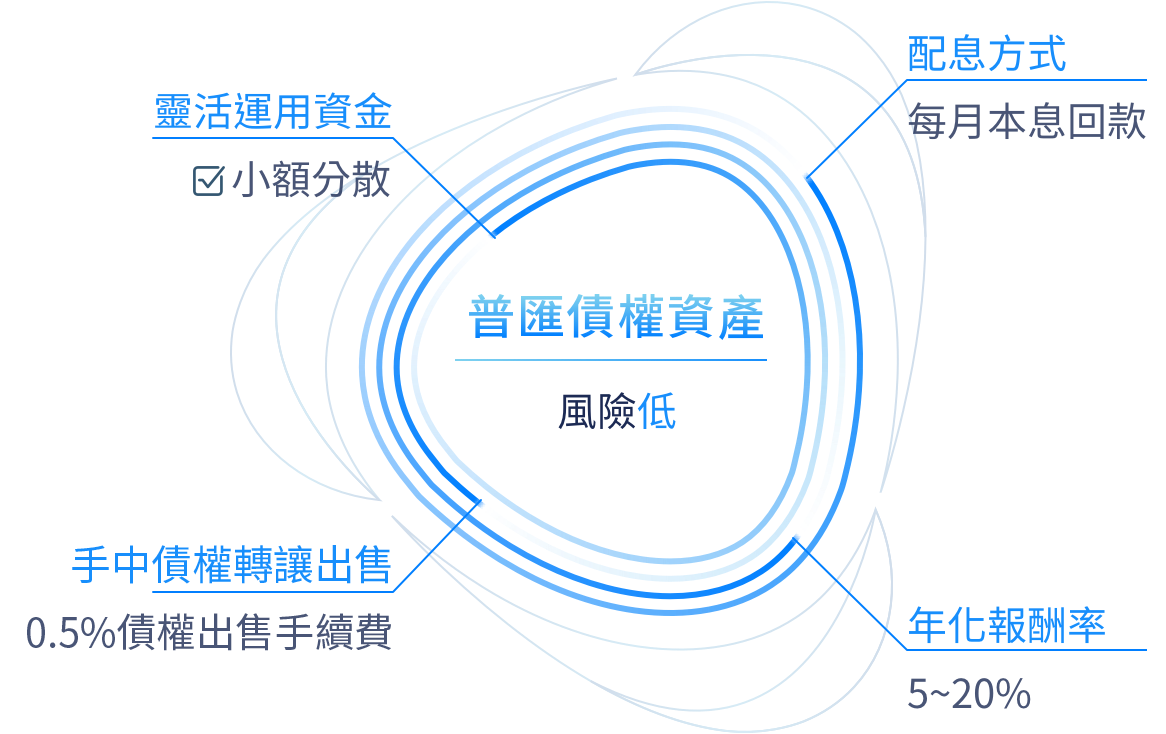 配息方式
每月本息回款
靈活運用資金
小額分散
普匯債權資產
風險低
手中債權轉讓出售
0.5%債權出售手續費
年化報酬率
5~20%